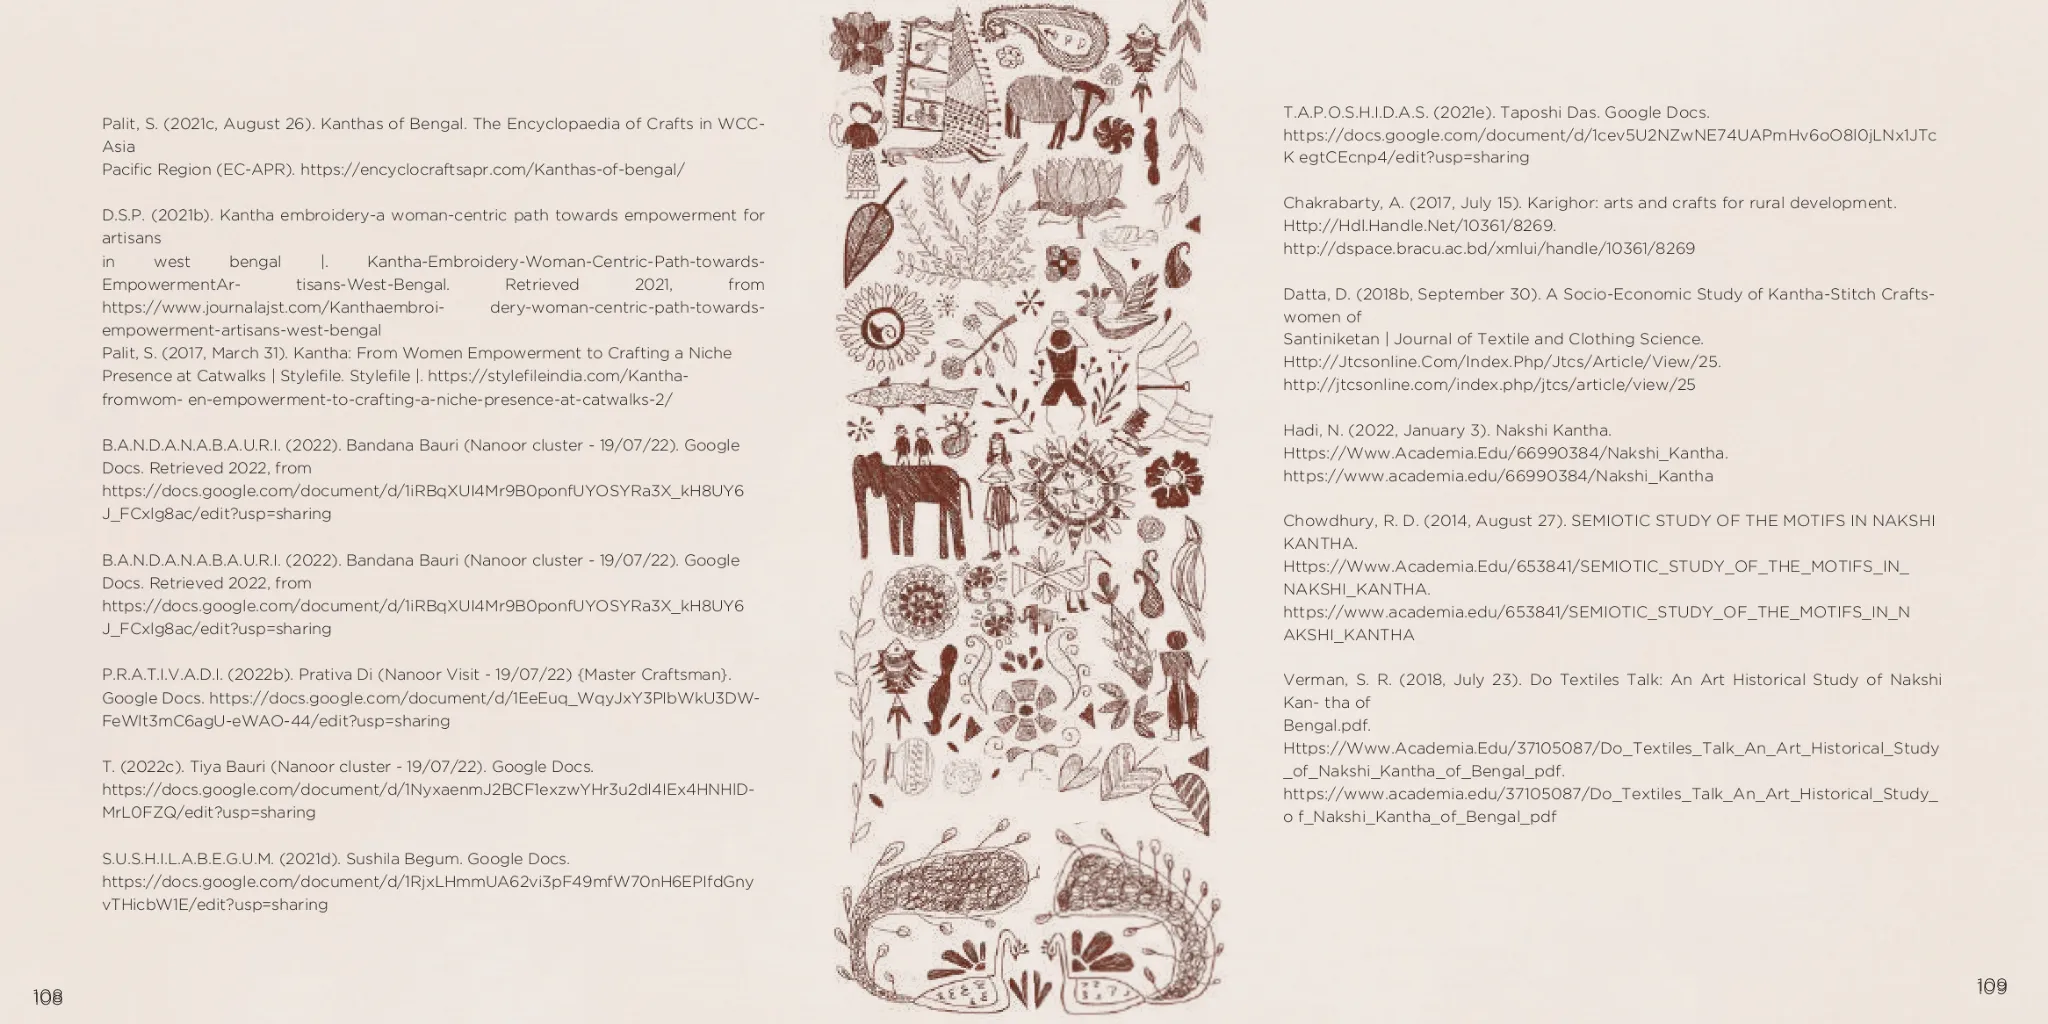 Palit, S. (2021c, August 26). Kanthas of Bengal. The Encyclopaedia of Crafts in WCC-
Asia
Pacific Region (EC-APR). https://encyclocraftsapr.com/Kanthas-of-bengal/
D.S.P. (2021b). Kantha embroidery-a woman-centric path towards empowerment for
artisans
in west bengal |. Kantha-Embroidery-Woman-Centric-Path-towards-
EmpowermentAr- tisans-West-Bengal. Retrieved 2021, from
https://www.journalajst.com/Kanthaembroi- dery-woman-centric-path-towards-
empowerment-artisans-west-bengal
Palit, S. (2017, March 31). Kantha: From Women Empowerment to Crafting a Niche
Presence at Catwalks | Stylefile. Stylefile |. https://stylefileindia.com/Kantha-
fromwom- en-empowerment-to-crafting-a-niche-presence-at-catwalks-2/
B.A.N.D.A.N.A.B.A.U.R.I. (2022). Bandana Bauri (Nanoor cluster - 19/07/22). Google
Docs. Retrieved 2022, from
https://docs.google.com/document/d/1iRBqXUI4Mr9B0ponfUYOSYRa3X_kH8UY6
J_FCxIg8ac/edit?usp=sharing
B.A.N.D.A.N.A.B.A.U.R.I. (2022). Bandana Bauri (Nanoor cluster - 19/07/22). Google
Docs. Retrieved 2022, from
https://docs.google.com/document/d/1iRBqXUI4Mr9B0ponfUYOSYRa3X_kH8UY6
J_FCxIg8ac/edit?usp=sharing
P.R.A.T.I.V.A.D.I. (2022b). Prativa Di (Nanoor Visit - 19/07/22) {Master Craftsman}.
Google Docs. https://docs.google.com/document/d/1EeEuq_WqyJxY3PIbWkU3DW-
FeWIt3mC6agU-eWAO-44/edit?usp=sharing
T. (2022c). Tiya Bauri (Nanoor cluster - 19/07/22). Google Docs.
https://docs.google.com/document/d/1NyxaenmJ2BCF1exzwYHr3u2dI4IEx4HNHID-
MrL0FZQ/edit?usp=sharing
S.U.S.H.I.L.A.B.E.G.U.M. (2021d). Sushila Begum. Google Docs.
https://docs.google.com/document/d/1RjxLHmmUA62vi3pF49mfW70nH6EPIfdGny
vTHicbW1E/edit?usp=sharing
108
T.A.P.O.S.H.I.D.A.S. (2021e). Taposhi Das. Google Docs.
https://docs.google.com/document/d/1cev5U2NZwNE74UAPmHv6oO8I0jLNx1JTc
K egtCEcnp4/edit?usp=sharing
Chakrabarty, A. (2017, July 15). Karighor: arts and crafts for rural development.
Http://Hdl.Handle.Net/10361/8269.
http://dspace.bracu.ac.bd/xmlui/handle/10361/8269
Datta, D. (2018b, September 30). A Socio-Economic Study of Kantha-Stitch Crafts-
women of
Santiniketan | Journal of Textile and Clothing Science.
Http://Jtcsonline.Com/Index.Php/Jtcs/Article/View/25.
http://jtcsonline.com/index.php/jtcs/article/view/25
Hadi, N. (2022, January 3). Nakshi Kantha.
Https://Www.Academia.Edu/66990384/Nakshi_Kantha.
https://www.academia.edu/66990384/Nakshi_Kantha
Chowdhury, R. D. (2014, August 27). SEMIOTIC STUDY OF THE MOTIFS IN NAKSHI
KANTHA.
Https://Www.Academia.Edu/653841/SEMIOTIC_STUDY_OF_THE_MOTIFS_IN_
NAKSHI_KANTHA.
https://www.academia.edu/653841/SEMIOTIC_STUDY_OF_THE_MOTIFS_IN_N
AKSHI_KANTHA
Verman, S. R. (2018, July 23). Do Textiles Talk: An Art Historical Study of Nakshi
Kan- tha of
Bengal.pdf.
Https://Www.Academia.Edu/37105087/Do_Textiles_Talk_An_Art_Historical_Study
_of_Nakshi_Kantha_of_Bengal_pdf.
https://www.academia.edu/37105087/Do_Textiles_Talk_An_Art_Historical_Study_
o f_Nakshi_Kantha_of_Bengal_pdf
109